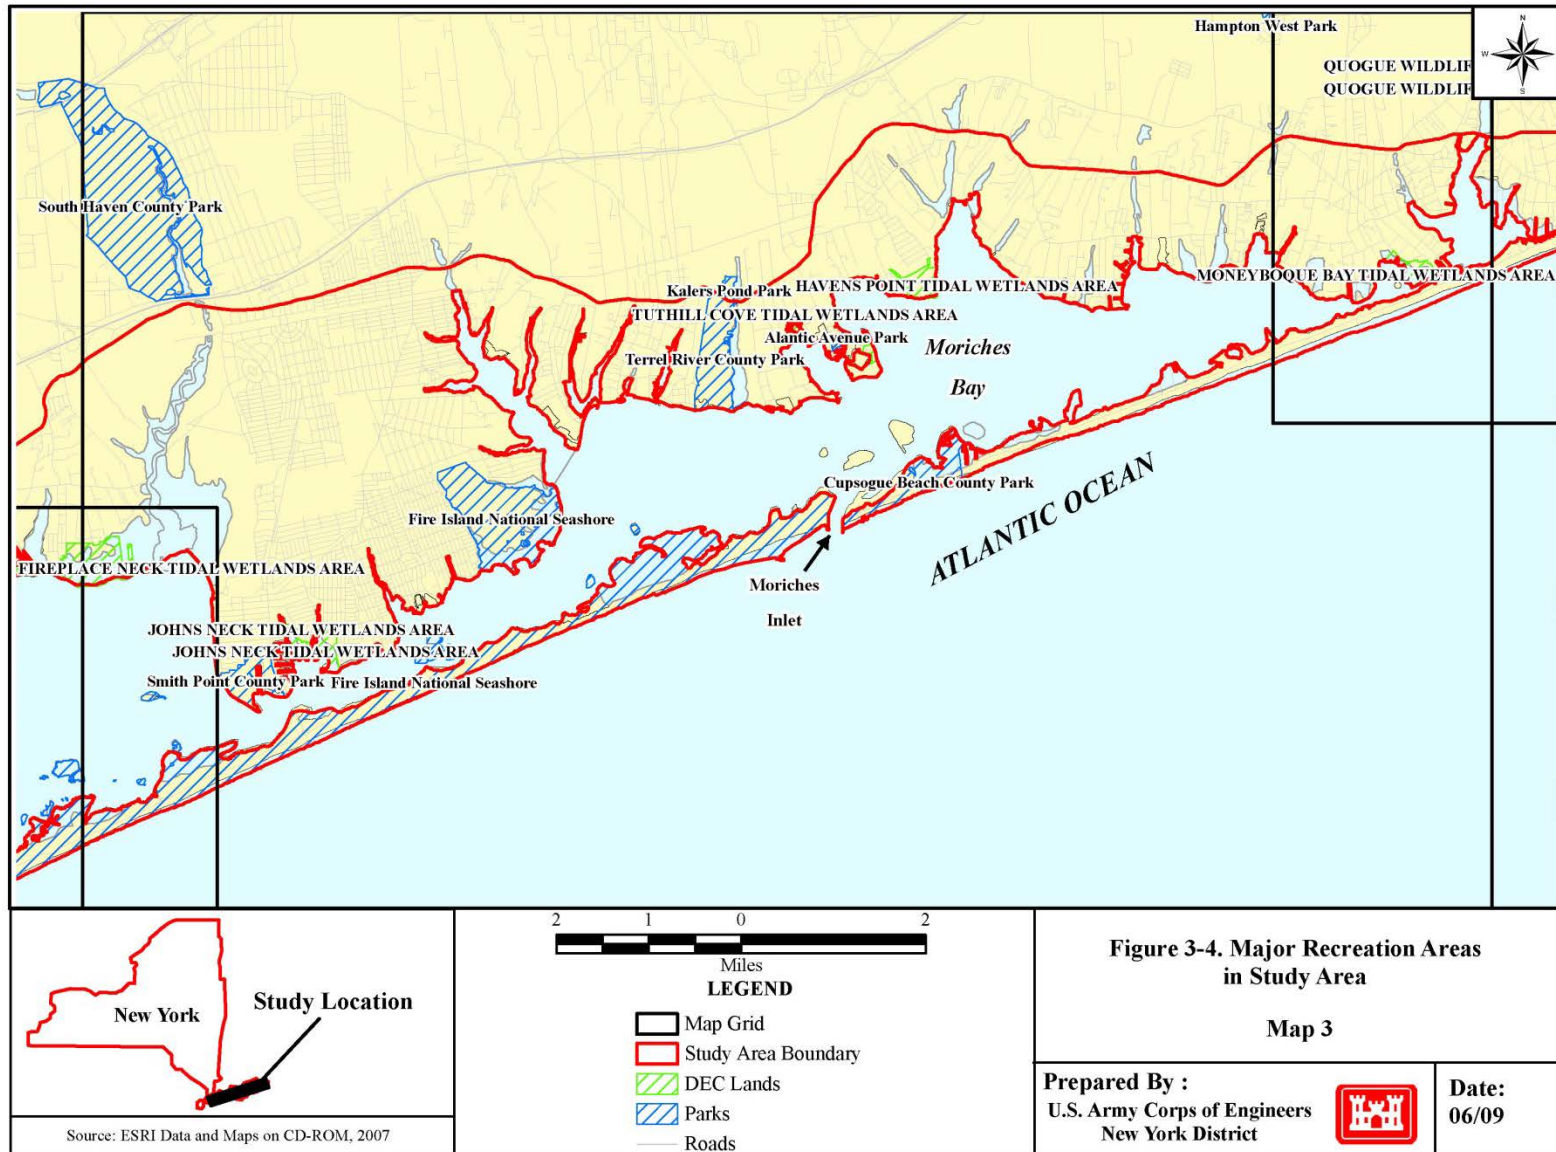 Hampton West Park
N
W
S
QUOGUE WILDLIF
QUOGUE WILDLIF
South Haven County Park
MONEYBOGUE BAY TIDAL WETLANDS AREA
Kalers Pond Park
HAVENS POINT TIDAL WETLANDS AREA
TUTHILL COVE TIDAL WETLANDS AREA
Alantic Avenue Park
Terrel River County Park
Moriches
Bay
Cupsogue Beach County Park
ATLANTIC OCEAN
Fire Island National Seashore
FIREPLACE NECK TIDAL WETLANDS AREA
Moriches
Inlet
JOHNS NECK TIDAL WETLANDS AREA
JOHNS NECK TIDAL WETLANDS AREA
Smith Point County Park
Fire Island National Seashore
New York
Study Location
Source: ESRI Data and Maps on CD-ROM, 2007
2 1 0 2
Miles
LEGEND
Map Grid
Study Area Boundary
DEC Lands
Parks
Roads
Figure 3-4. Major Recreation Areas
in Study Area
Map 3
Prepared By :
U.S. Army Corps of Engineers
New York District
Date:
06/09